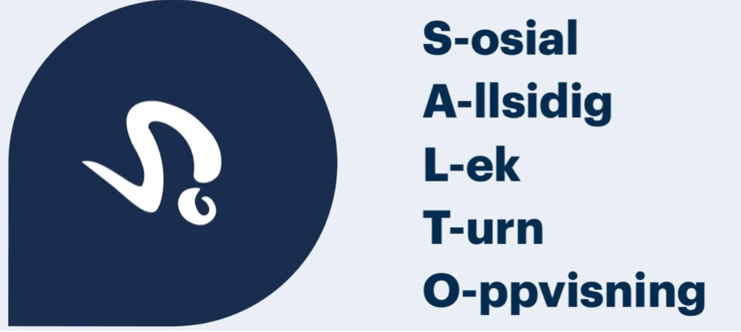 S-osial
A-llsidig
L-ek
T-urn
O-ppvisning